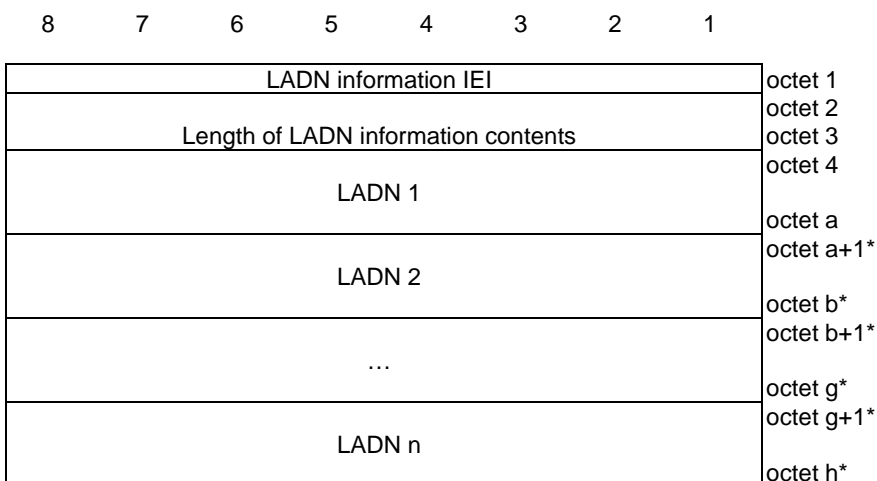 8 7 6 5 4 3 2 1
LADN information IEI octet 1
octet 2
Length of LADN information contents octet 3
octet 4
LADN 1
octet a
octet a+1*
LADN 2
octet b*
octet b+1*
…
octet g*
octet g+1*
LADN n
octet h*